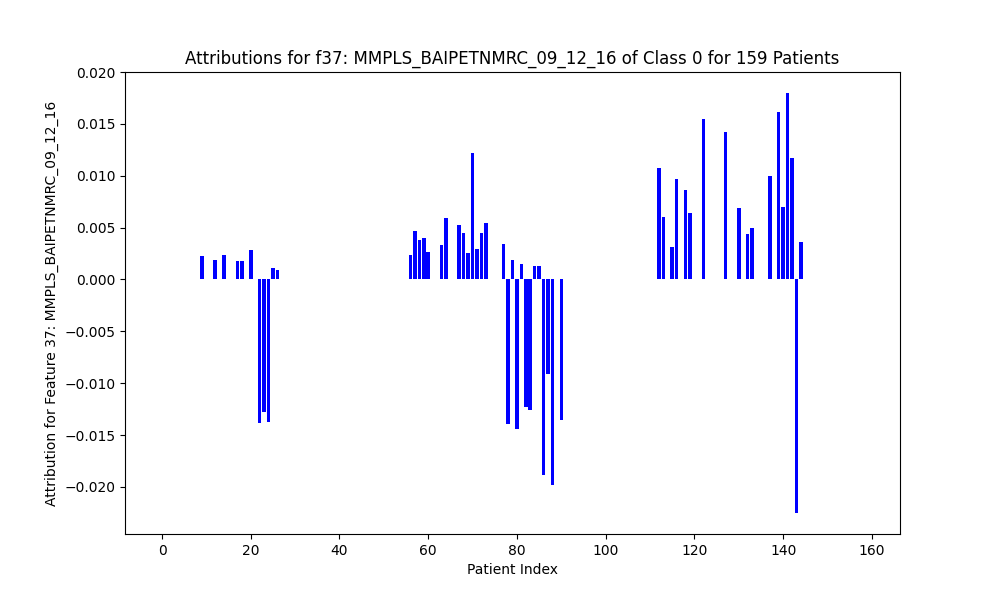 Attributions for f37: MMPLS_BAIPETNMRC_09_12_16 of Class 0 for 159 Patients
Attribution for Feature 37: MMPLS_BAIPETNMRC_09_12_16
0.020
0.015
0.010
0.005
0.000
−0.005
−0.010
−0.015
−0.020
0 20 40 60 80 100 120 140 160
Patient Index